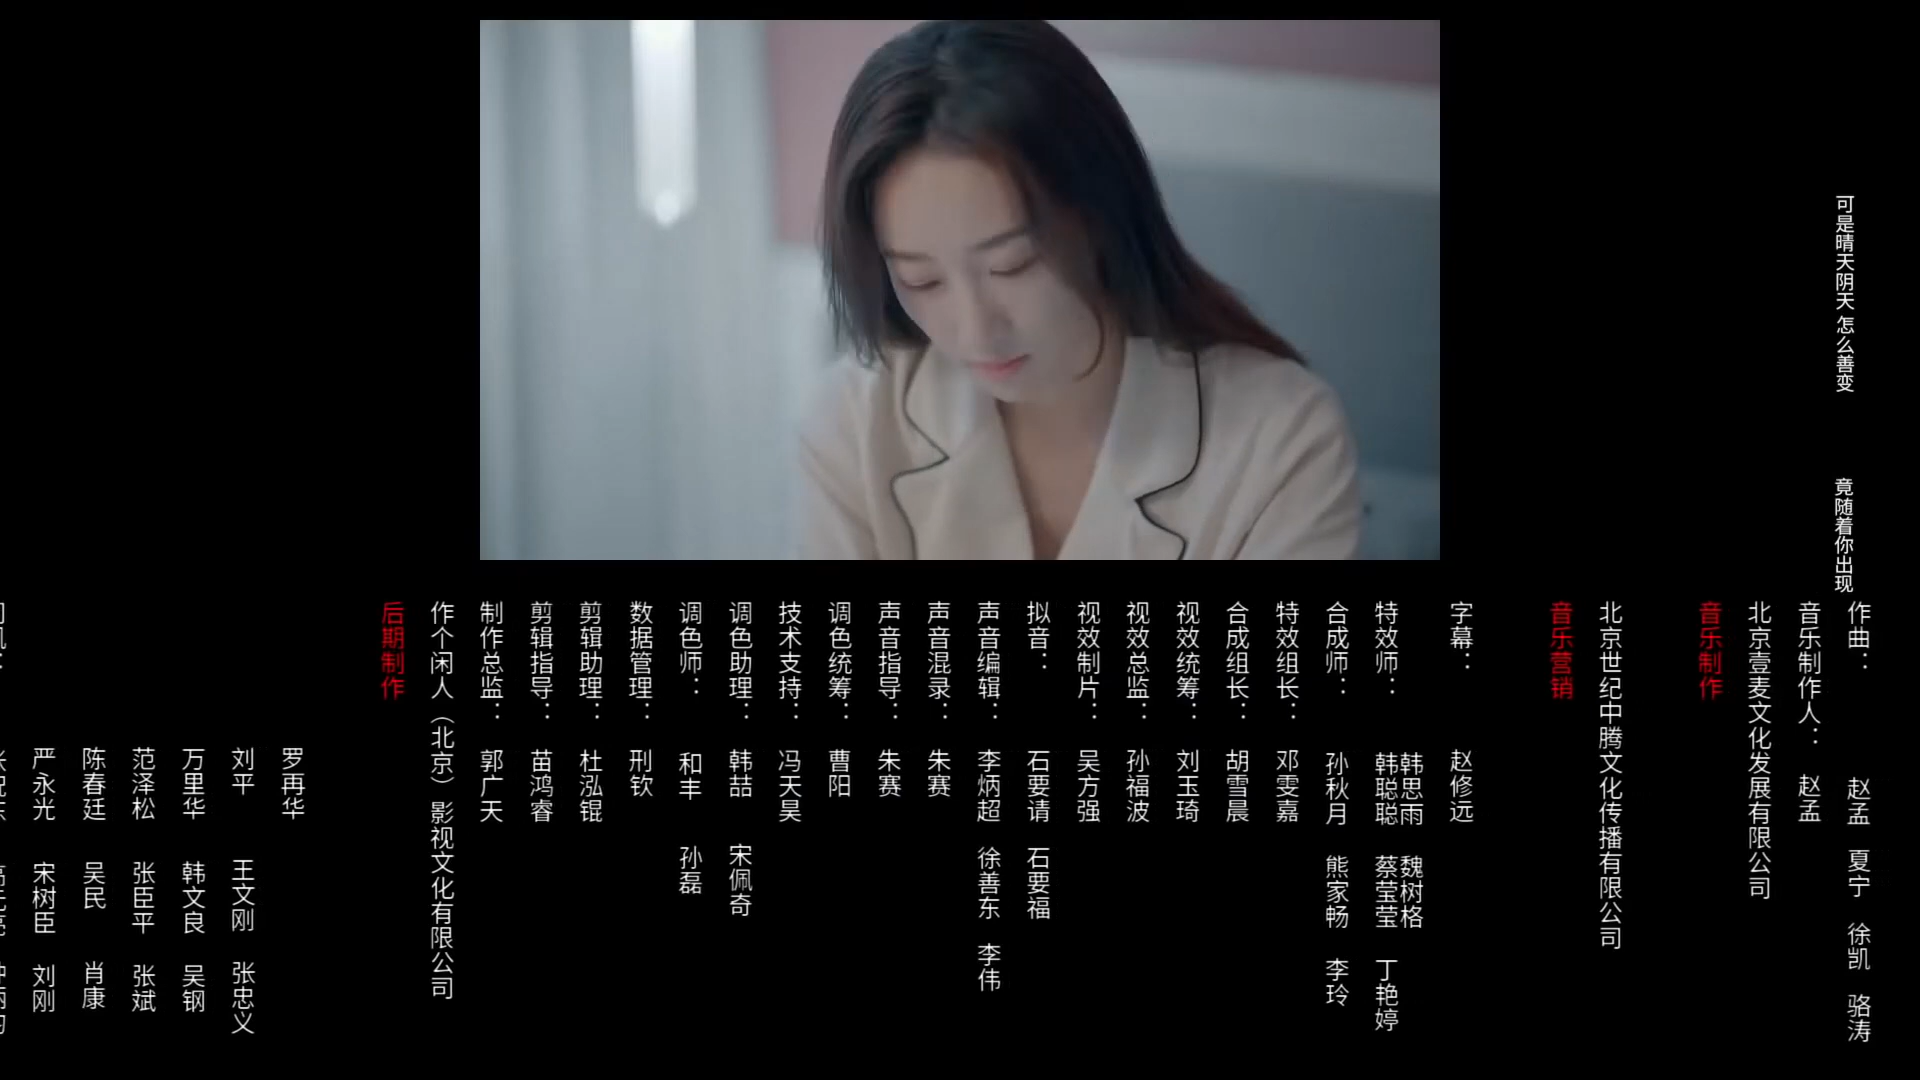 可是晴天阴天 怎么善变
竟随着你出现
严永光 宋树臣 刘刚
陈春廷 吴民 肖康
范泽松 张臣平 张斌
万里华 韩文良 吴钢
刘平 王文刚 张忠义
罗再华
后期制作
作个闲人（北京）影视文化有限公司
制作总监： 郭广天
剪辑指导： 苗鸿睿
剪辑助理： 杜泓锟
数据管理： 刑钦
调色师： 和丰 孙磊
调色助理： 韩喆 宋佩奇
技术支持： 冯天昊
调色统筹： 曹阳
声音指导： 朱赛
声音混录： 朱赛
声音编辑： 李炳超 徐善东 李伟
拟音： 石要请 石要福
视效制片： 吴方强
视效总监： 孙福波
视效统筹： 刘玉琦
合成组长： 胡雪晨
特效组长： 邓雯嘉
合成师： 孙秋月 熊家畅 李玲
特效师： 韩聪聪 蔡莹莹 丁艳婷
韩思雨 魏树格
字幕： 赵修远
音乐营销
北京世纪中腾文化传播有限公司
音乐制作
北京壹麦文化发展有限公司
音乐制作人： 赵孟
作曲： 赵孟 夏宁 徐凯 骆涛